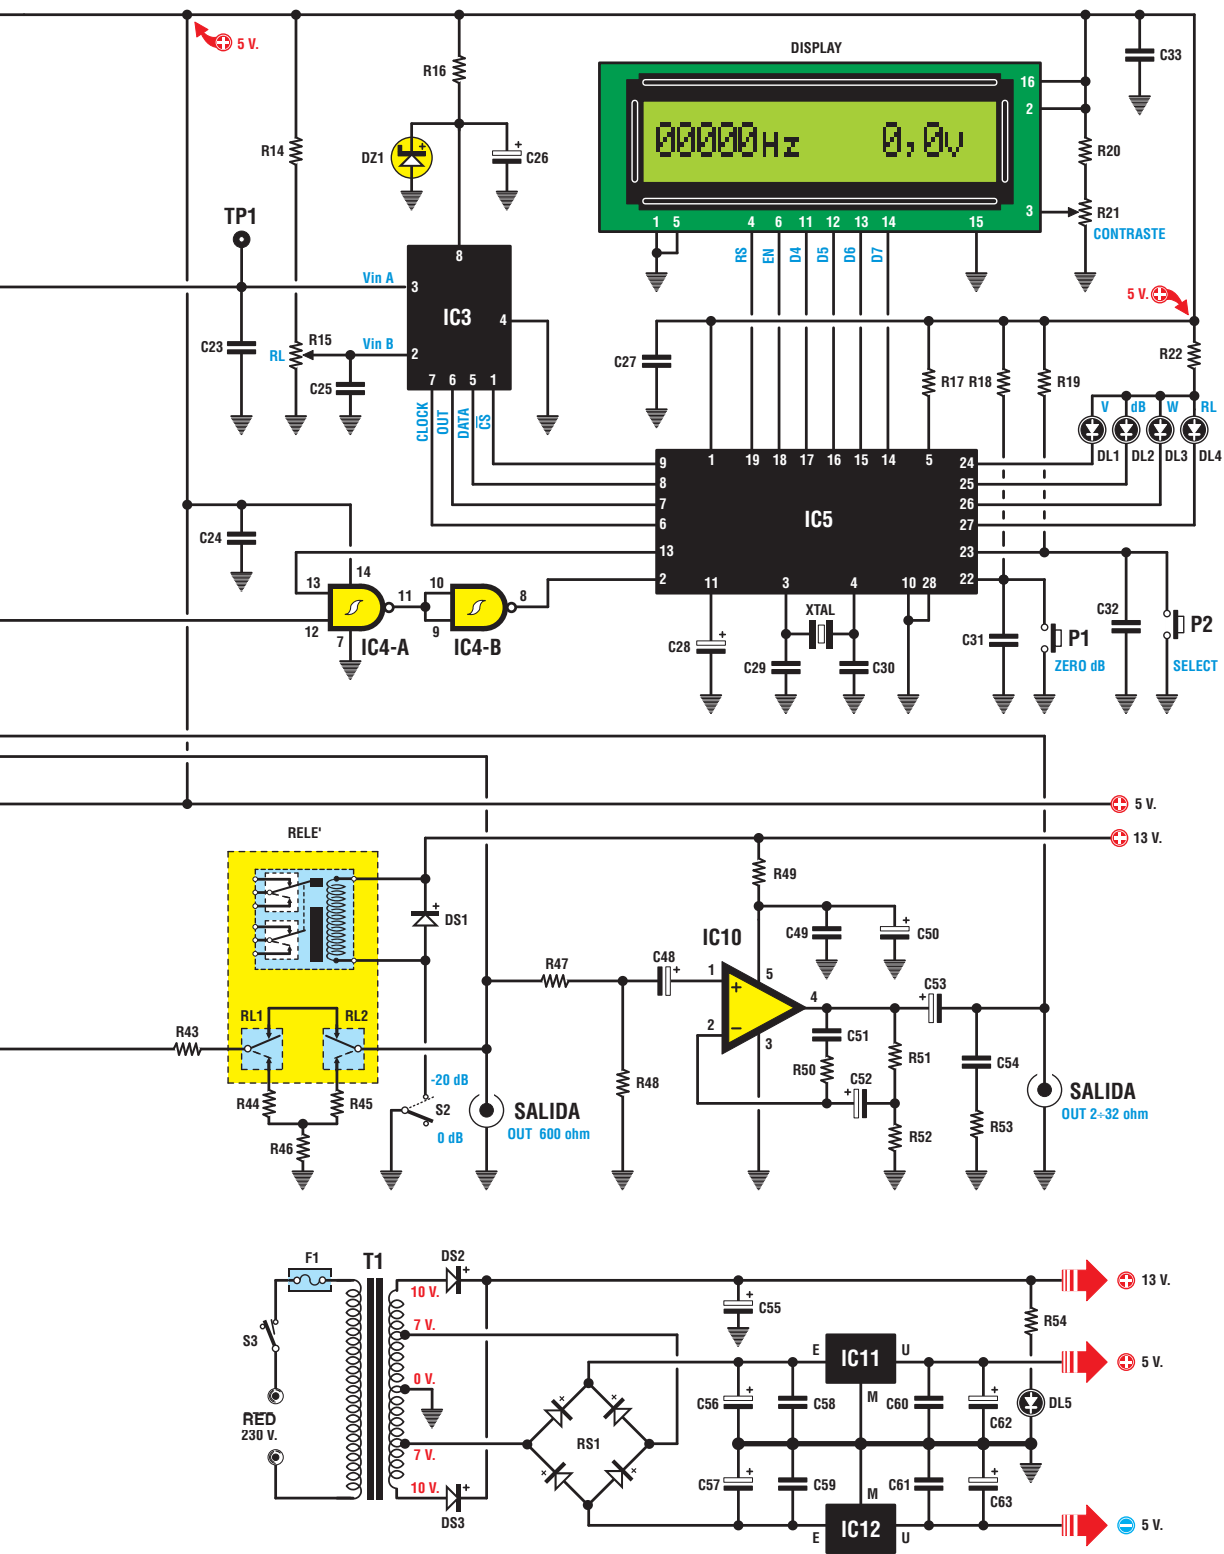 5 V.
DISPLAY
C33
R16
16
2
00000Hz 0,0v
R14
DZ1
C26
R20
TP1
3
R21
CONTRASTE
1 5 4 6 11 12 13 14 15
RS EN D4 D5 D6 D7
8
Vin A
3
IC3
4
5 V.
C23
R15
RL
Vin B
2
C25
7 6 5 1
CLOCK
OUT
DATA
CS
C27
R17 R18 R19
R22
V dB W RL
DL1 DL2 DL3 DL4
1 19 18 17 16 15 14 5
9
8
7
6
13
2
IC5
24
25
26
27
23
22
11 3 4 10 28
C24
13
14
12
7
11
10
9
8
IC4-A
IC4-B
XTAL
C28
C29
C30
C31
P1
ZERO dB
C32
P2
SELECT
5 V.
13 V.
RELE'
DS1
R49
C49
C50
IC10
R47
C48
1
5
2
3
4
C53
RL1
RL2
R43
C51
R50
R51
C54
C52
R44
R45
-20 dB
S2
0 dB
R48
SALIDA
OUT 600 ohm
SALIDA
OUT 2÷32 ohm
R46
R52
R53
F1
T1
DS2
10 V.
13 V.
7 V.
C55
R54
S3
E
IC11
U
5 V.
0 V.
M
C56
C58
C60
C62
DL5
RED
230 V.
RS1
7 V.
C57
C59
M
C61
C63
10 V.
DS3
E
IC12
U
5 V.